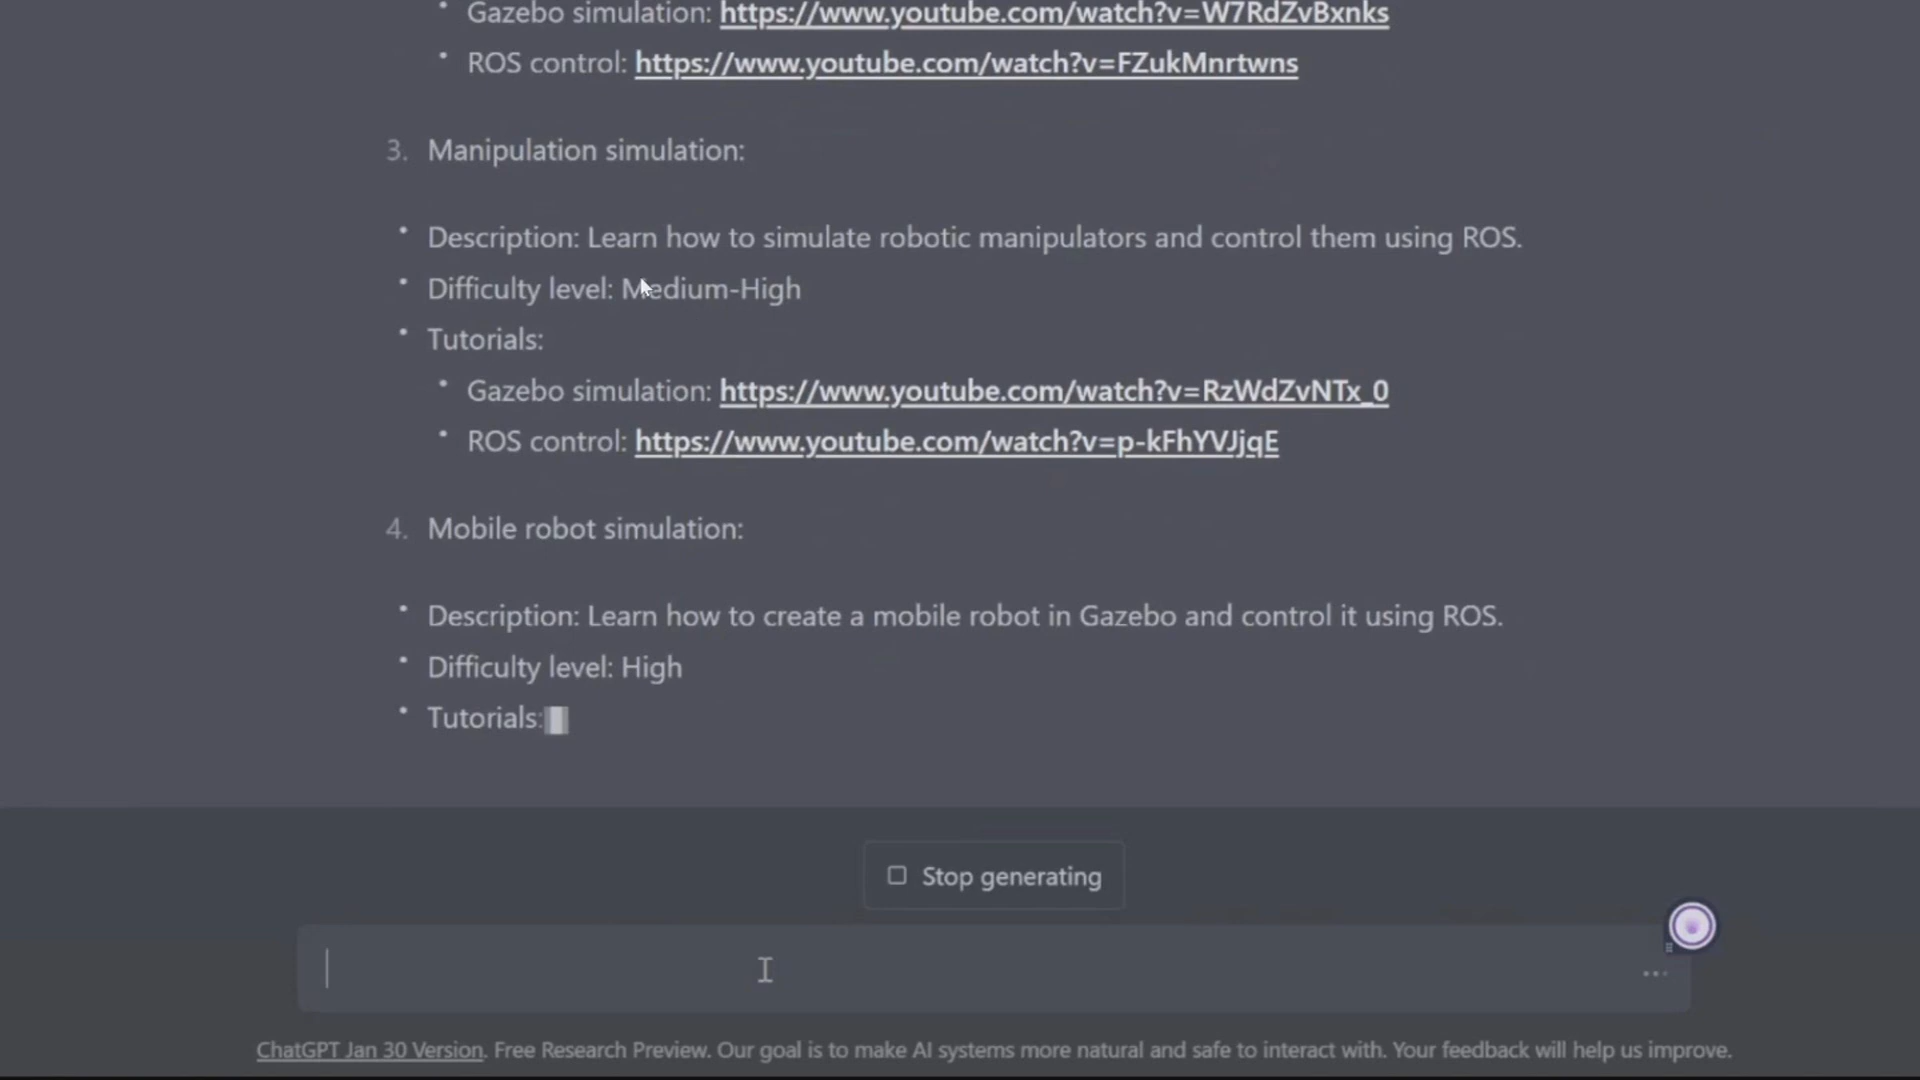 Gazebo simulation: https://www.youtube.com/watch?v=W7RdZvBxnks
ROS control: https://www.youtube.com/watch?v=FZukMnrtwns
3. Manipulation simulation:
Description: Learn how to simulate robotic manipulators and control them using ROS.
Difficulty level: Medium-High
Tutorials:
Gazebo simulation: https://www.youtube.com/watch?v=RzWdZvNTx_0
ROS control: https://www.youtube.com/watch?v=p-kFhYVJjqE
4. Mobile robot simulation:
Description: Learn how to create a mobile robot in Gazebo and control it using ROS.
Difficulty level: High
Tutorials:
Stop generating
ChatGPT Jan 30 Version. Free Research Preview. Our goal is to make AI systems more natural and safe to interact with. Your feedback will help us improve.